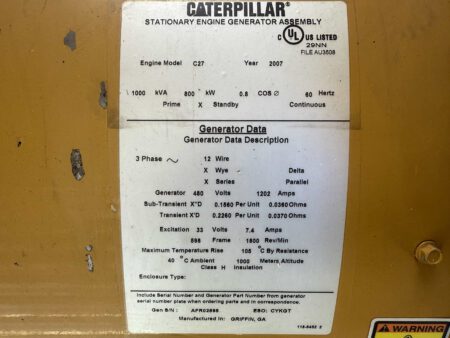 CATERPILLAR®
STATIONARY ENGINE GENERATOR ASSEMBLY
C UL US LISTED
29NN
FILE AU3508
Engine Model C27 Year 2007
1000 kVA 800 kW 0.8 COS Ø 60 Hertz
Prime X Standby Continuous
Generator Data
Generator Data Description
3 Phase ~ 12 Wire
X Wye Delta
X Series Parallel
Generator 480 Volts 1202 Amps
Sub-Transient X"D 0.1560 Per Unit 0.0360 Ohms
Transient X'D 0.2260 Per Unit 0.0370 Ohms
Excitation 33 Volts 7.4 Amps
Frame 1800 Rev/Min
Maximum Temperature Rise 105 °C By Resistance
40 °C Ambient 1000 Meters, Altitude
Class H Insulation
Enclosure Type:
Include Serial Number and Generator Part Number from generator
serial number plate when ordering parts or in correspondence.
Gen S/N : ESO: CYKGT
Manufactured in: GRIFFIN, GA
WARNING